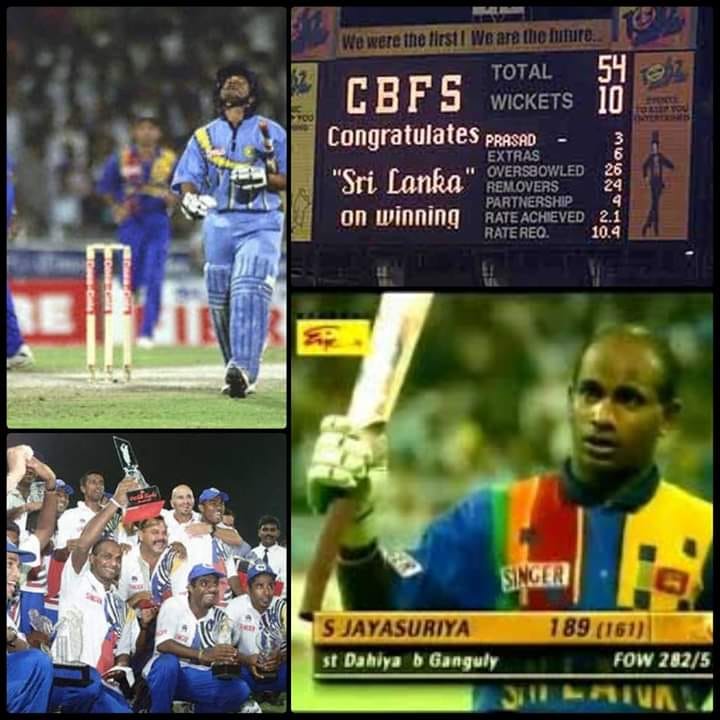 We were the first! We are the future...
CBFS
Congratulates
"Sri Lanka"
on winning
TOTAL 54
WICKETS 10
PRASAD - 3
EXTRAS 6
OVERSBOWLED 26
REM.OVERS 24
PARTNERSHIP 4
RATE ACHIEVED 2.1
RATE REQ. 10.4
SINGER
S JAYASURIYA 189 (161)
st Dahiya b Ganguly FOW 282/5